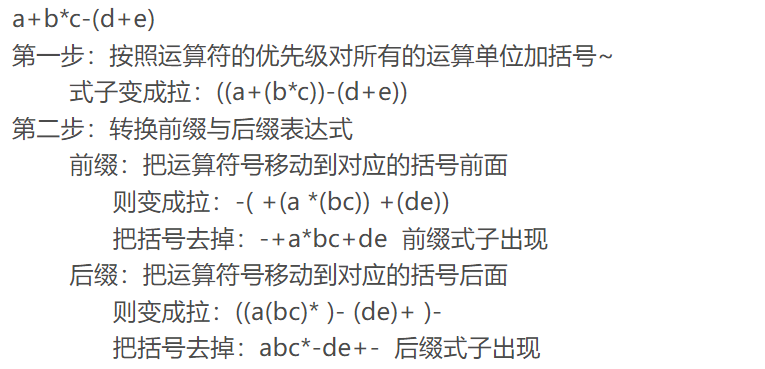 a+b*c-(d+e)
第一步：按照运算符的优先级对所有的运算单位加括号~
式子变成拉：((a+(b*c))-(d+e))
第二步：转换前缀与后缀表达式
前缀：把运算符号移动到对应的括号前面
则变成拉：-( +(a *(bc)) +(de))
把括号去掉：-+a*bc+de 前缀式子出现
后缀：把运算符号移动到对应的括号后面
则变成拉：((a(bc)* )- (de)+ )-
把括号去掉：abc*-de+- 后缀式子出现